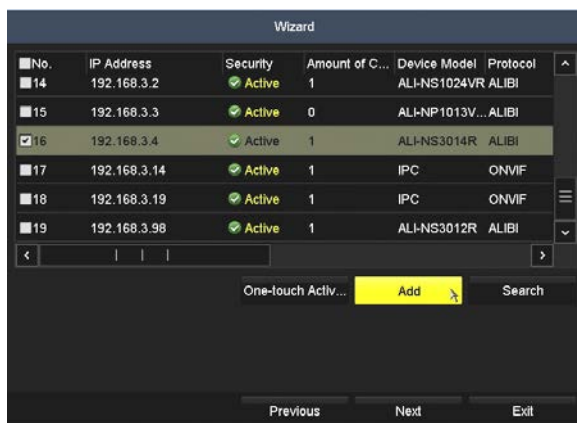 Wizard
No. IP Address Security Amount of C... Device Model Protocol
14 192.168.3.2 Active 1 ALI-NS1024VR ALIBI
15 192.168.3.3 Active 0 ALI-NP1013V... ALIBI
16 192.168.3.4 Active 1 ALI-NS3014R ALIBI
17 192.168.3.14 Active 1 IPC ONVIF
18 192.168.3.19 Active 1 IPC ONVIF
19 192.168.3.98 Active 1 ALI-NS3012R ALIBI
One-touch Activ... Add Search
Previous Next Exit